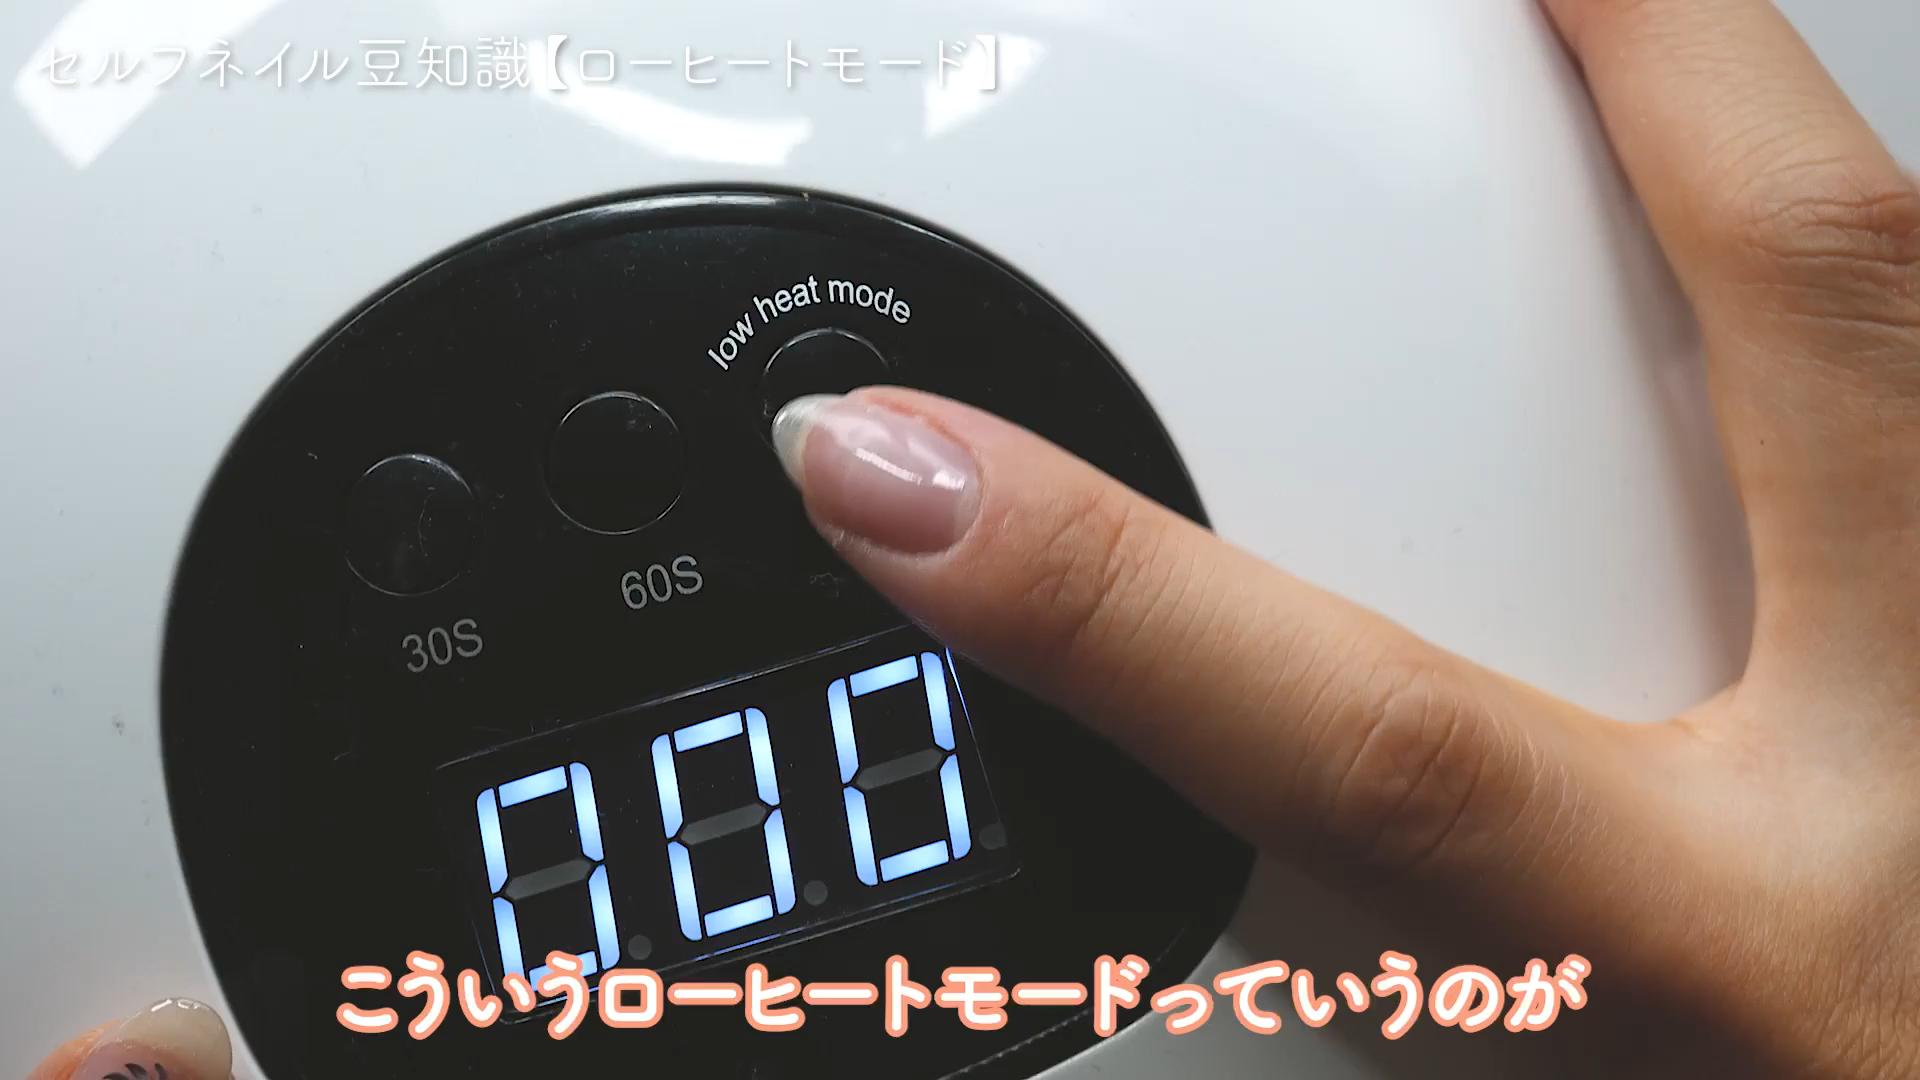 セルフネイル豆知識【ローヒートモード】
low heat mode
60S
30S
000
こういうローヒートモードっていうのが